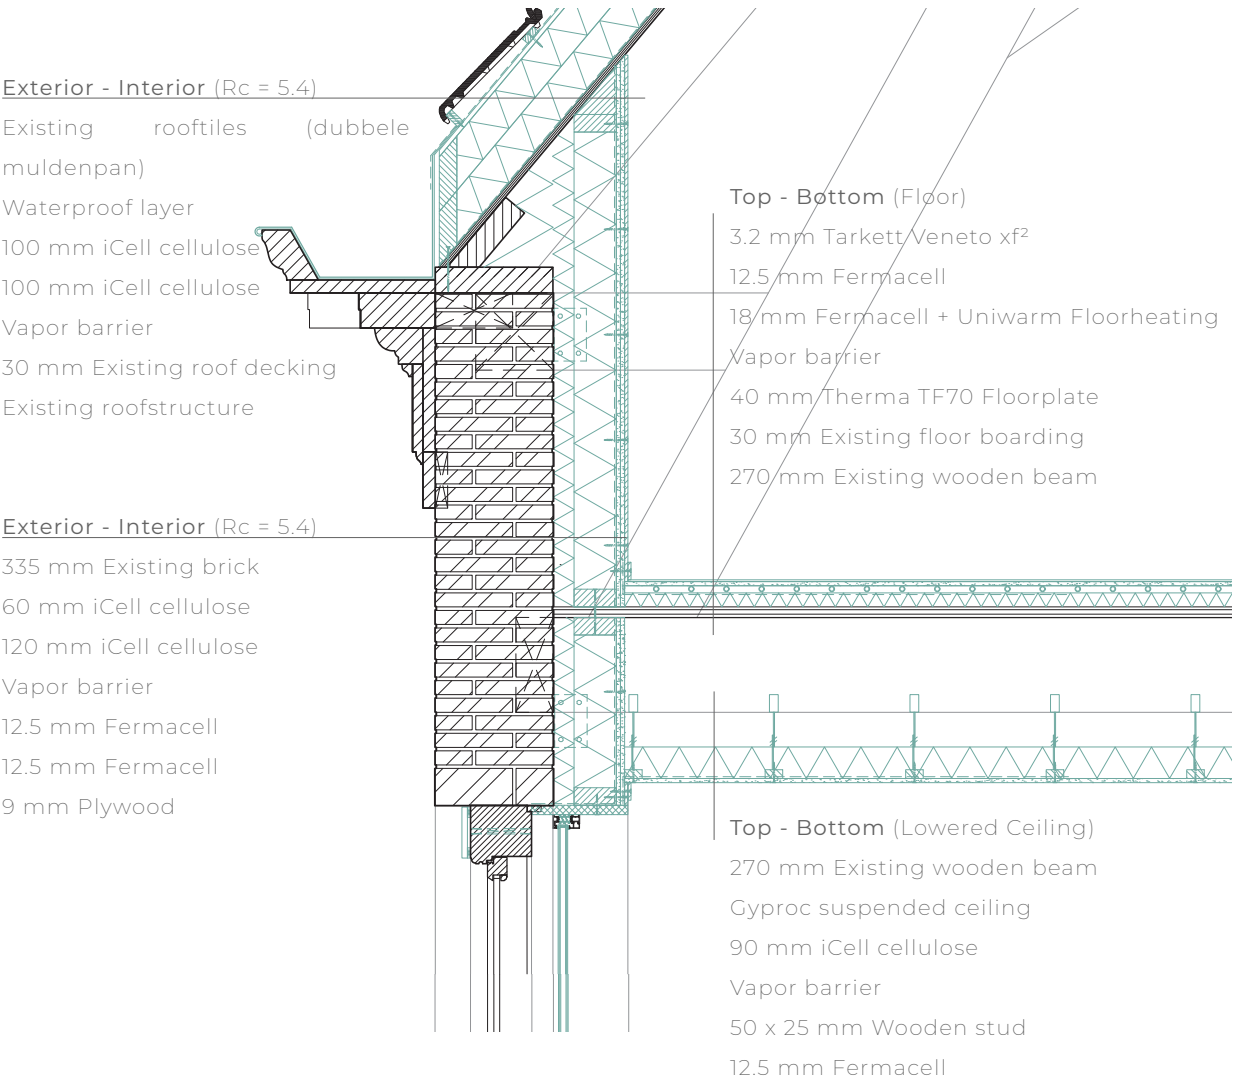 Exterior - Interior (Rc = 5.4)
Existing rooftiles (dubbele
muldenpan)
Waterproof layer
100 mm iCell cellulose
100 mm iCell cellulose
Vapor barrier
30 mm Existing roof decking
Existing roofstructure
Exterior - Interior (Rc = 5.4)
335 mm Existing brick
60 mm iCell cellulose
120 mm iCell cellulose
Vapor barrier
12.5 mm Fermacell
12.5 mm Fermacell
9 mm Plywood
Top - Bottom (Floor)
3.2 mm Tarkett Veneto xf²
12.5 mm Fermacell
18 mm Fermacell + Uniwarm Floorheating
Vapor barrier
40 mm Therma TF70 Floorplate
30 mm Existing floor boarding
270 mm Existing wooden beam
Top - Bottom (Lowered Ceiling)
270 mm Existing wooden beam
Gyproc suspended ceiling
90 mm iCell cellulose
Vapor barrier
50 x 25 mm Wooden stud
12.5 mm Fermacell